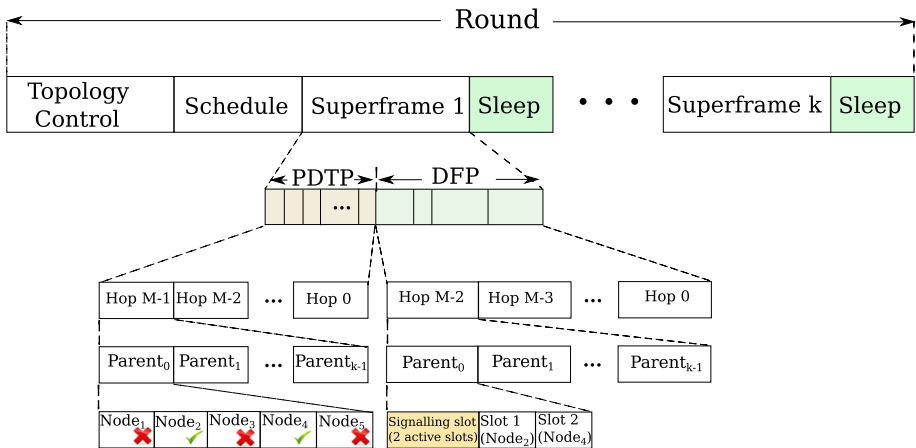 Round
Topology
Control
Schedule
Superframe 1
Sleep
• • •
Superframe k
Sleep
PDTP
DFP
...
Hop M-1
Hop M-2
...
Hop 0
Hop M-2
Hop M-3
...
Hop 0
Parent₀
Parent₁
...
Parentₖ₋₁
Parent₀
Parent₁
...
Parentₖ₋₁
Node₁
Node₂
Node₃
Node₄
Node₅
Signalling slot
(2 active slots)
Slot 1
(Node₂)
Slot 2
(Node₄)